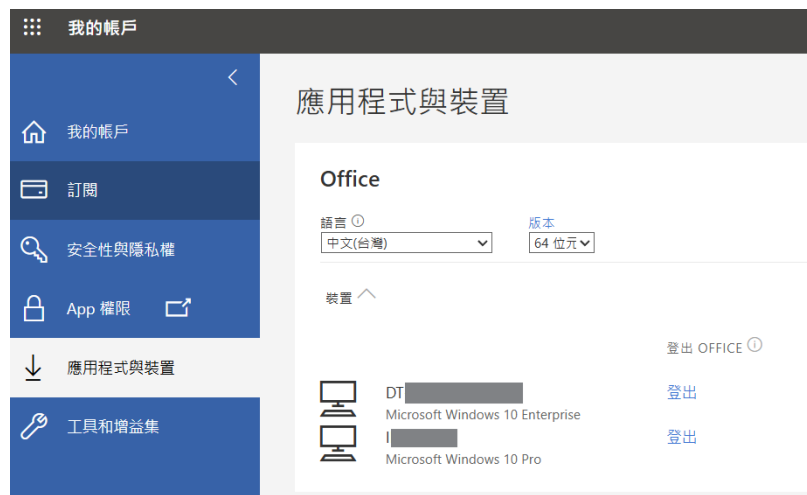 我的帳戶
應用程式與裝置
我的帳戶
訂閱
安全性與隱私權
App 權限
應用程式與裝置
工具和增益集
Office
語言 版本
中文(台灣) 64 位元
裝置
登出 OFFICE
DT 登出
Microsoft Windows 10 Enterprise
I 登出
Microsoft Windows 10 Pro